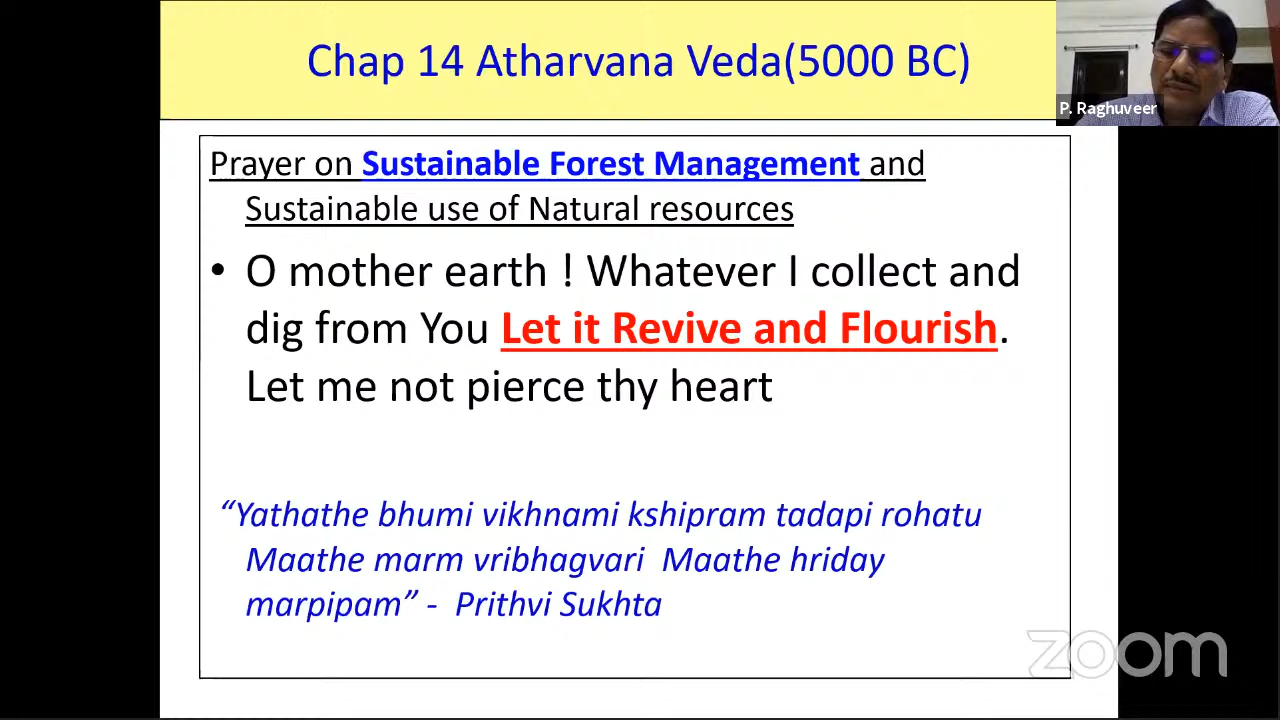 Chap 14 Atharvana Veda(5000 BC)
P. Raghuveer
Prayer on Sustainable Forest Management and
Sustainable use of Natural resources
• O mother earth ! Whatever I collect and
dig from You Let it Revive and Flourish.
Let me not pierce thy heart
“Yathathe bhumi vikhnami kshipram tadapi rohatu
Maathe marm vribhagvari  Maathe hriday
marpipam” -  Prithvi Sukhta
zoom